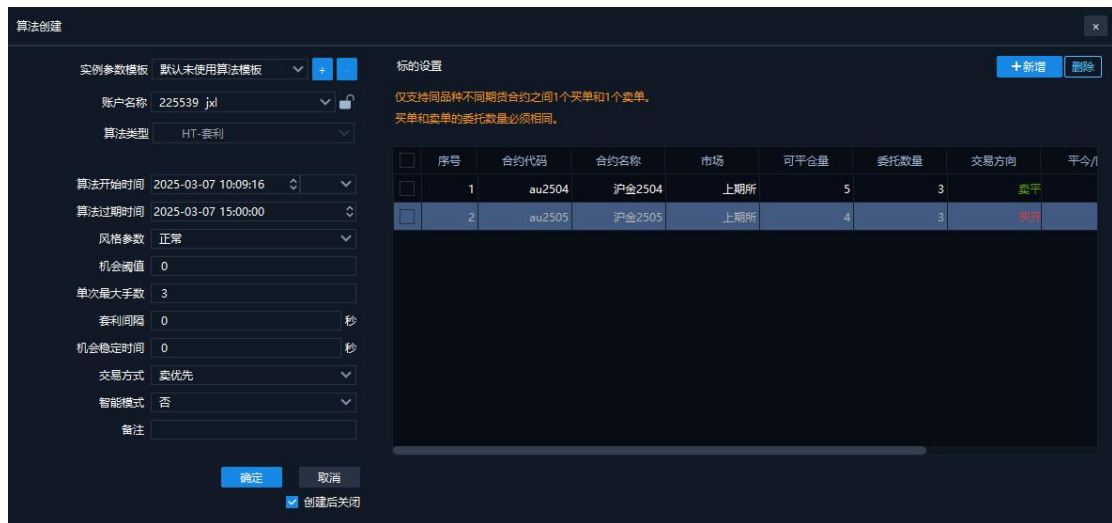 算法创建
×
实例参数模板 默认未使用算法模板 + -
账户名称 225539 jxl
算法类型 HT-套利
算法开始时间 2025-03-07 10:09:16
算法过期时间 2025-03-07 15:00:00
风格参数 正常
机会阈值 0
单次最大手数 3
套利间隔 0 秒
机会稳定时间 0 秒
交易方式 卖优先
智能模式 否
备注
确定 取消
创建后关闭
标的设置 +新增 删除
仅支持同品种不同期货合约之间1个买单和1个卖单。
买单和卖单的委托数量必须相同。
序号 合约代码 合约名称 市场 可平仓量 委托数量 交易方向 平今/
1 au2504 沪金2504 上期所 5 3 卖平
2 au2505 沪金2505 上期所 4 3 买开